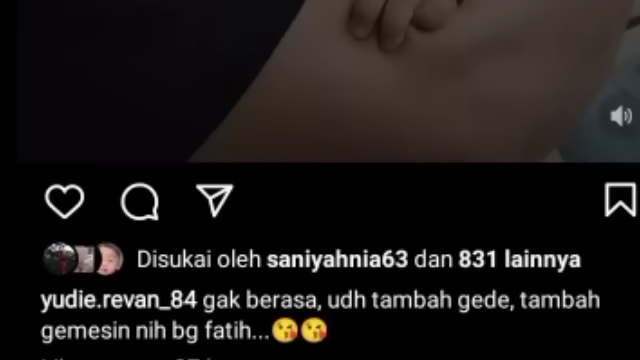 Disukai oleh saniyahnia63 dan 831 lainnya
yudie.revan_84 gak berasa, udh tambah gede, tambah
gemesin nih bg fatih...😘😘